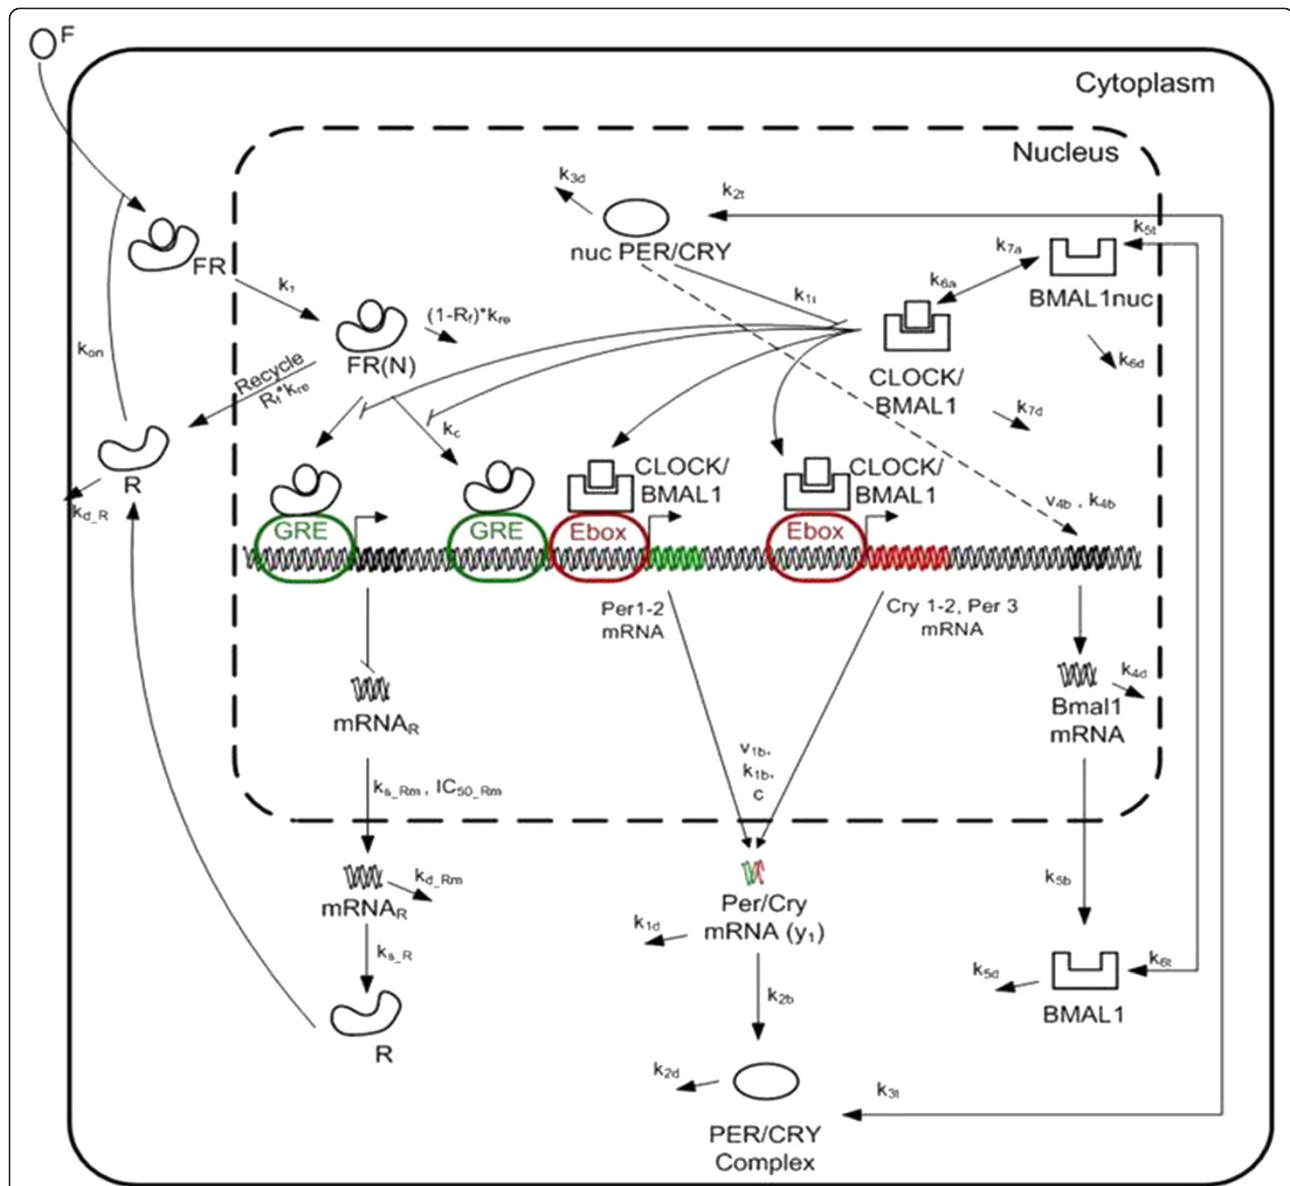 F
Cytoplasm
Nucleus
k3d
k2t
nuc PER/CRY
k5t
k7a
k6a
BMAL1nuc
FR
kτ
k1i
(1-Rf)*kre
FR(N)
kon
Recycle
Rf*kre
k6d
CLOCK/
BMAL1
k7d
kc
R
kd_R
CLOCK/
BMAL1
CLOCK/
BMAL1
v4b , k4b
GRE
GRE
Ebox
Ebox
Per1-2
mRNA
Cry 1-2, Per 3
mRNA
mRNAR
k4d
Bmal1
mRNA
v1b,
k1b,
c
ks_Rm , IC50_Rm
kd_Rm
mRNAR
k5b
Per/Cry
mRNA (y1)
k1d
ks_R
k5d
k6t
BMAL1
k2b
R
k2d
k3t
PER/CRY
Complex